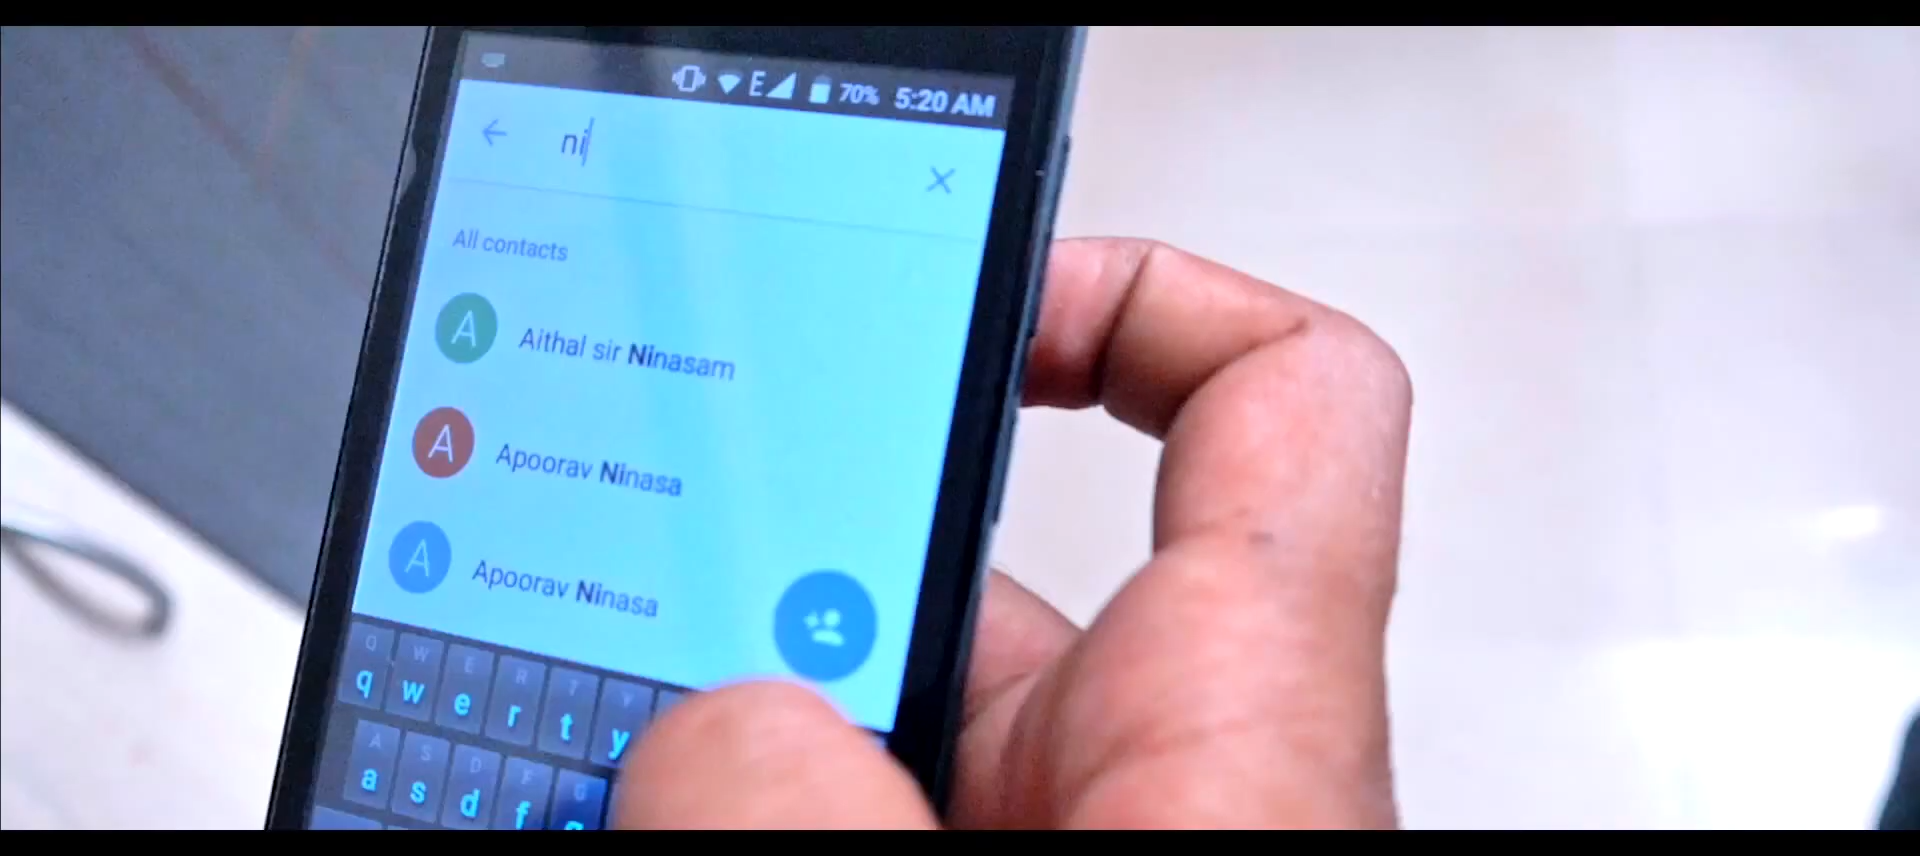 E 70% 5:20 AM
ni
All contacts
A Aithal sir Ninasam
A Apoorav Ninasa
A Apoorav Ninasa
Q W E R T Y
q w e r t y
A S D F G
a s d f g